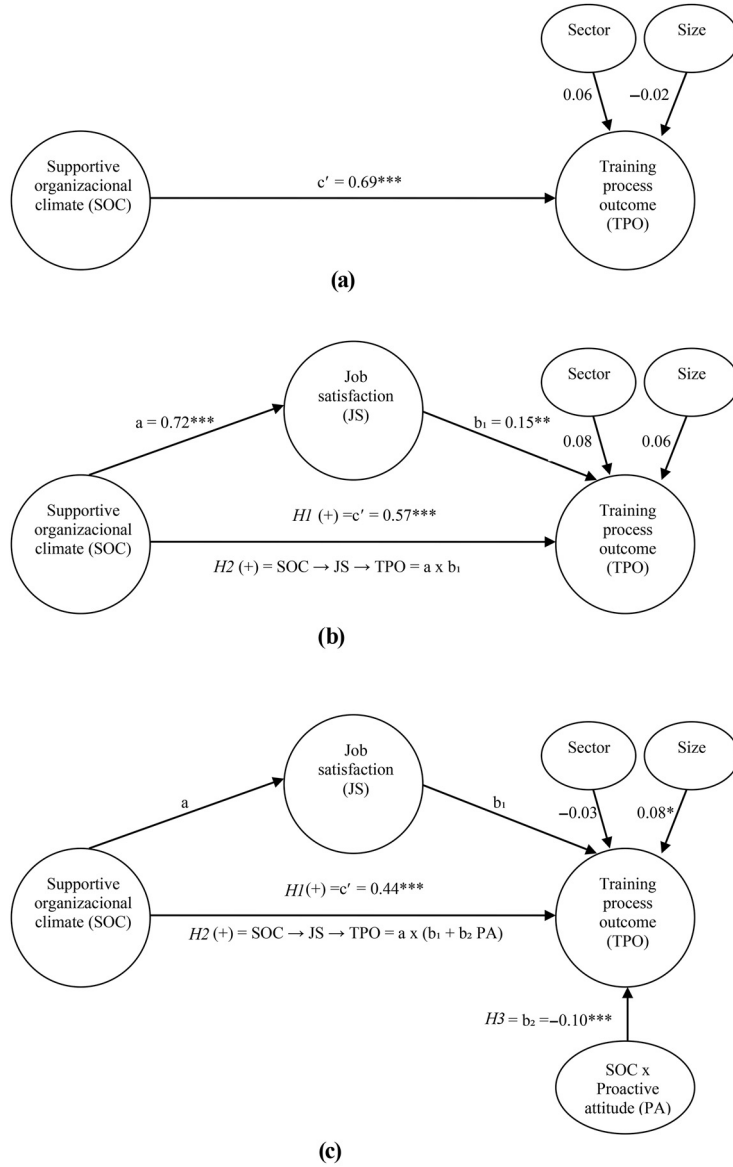 Sector
Size
0.06
−0.02
Supportive
organizacional
climate (SOC)
c′ = 0.69***
Training
process
outcome
(TPO)
(a)
Job
satisfaction
(JS)
Sector
Size
a = 0.72***
b₁ = 0.15**
0.08
0.06
Supportive
organizacional
climate (SOC)
H1 (+) =c′ = 0.57***
H2 (+) = SOC → JS → TPO = a x b₁
Training
process
outcome
(TPO)
(b)
Job
satisfaction
(JS)
Sector
Size
a
b₁
−0.03
0.08*
Supportive
organizacional
climate (SOC)
H1(+) =c′ = 0.44***
H2 (+) = SOC → JS → TPO = a x (b₁ + b₂ PA)
Training
process
outcome
(TPO)
H3 = b₂ =−0.10***
SOC x
Proactive
attitude (PA)
(c)